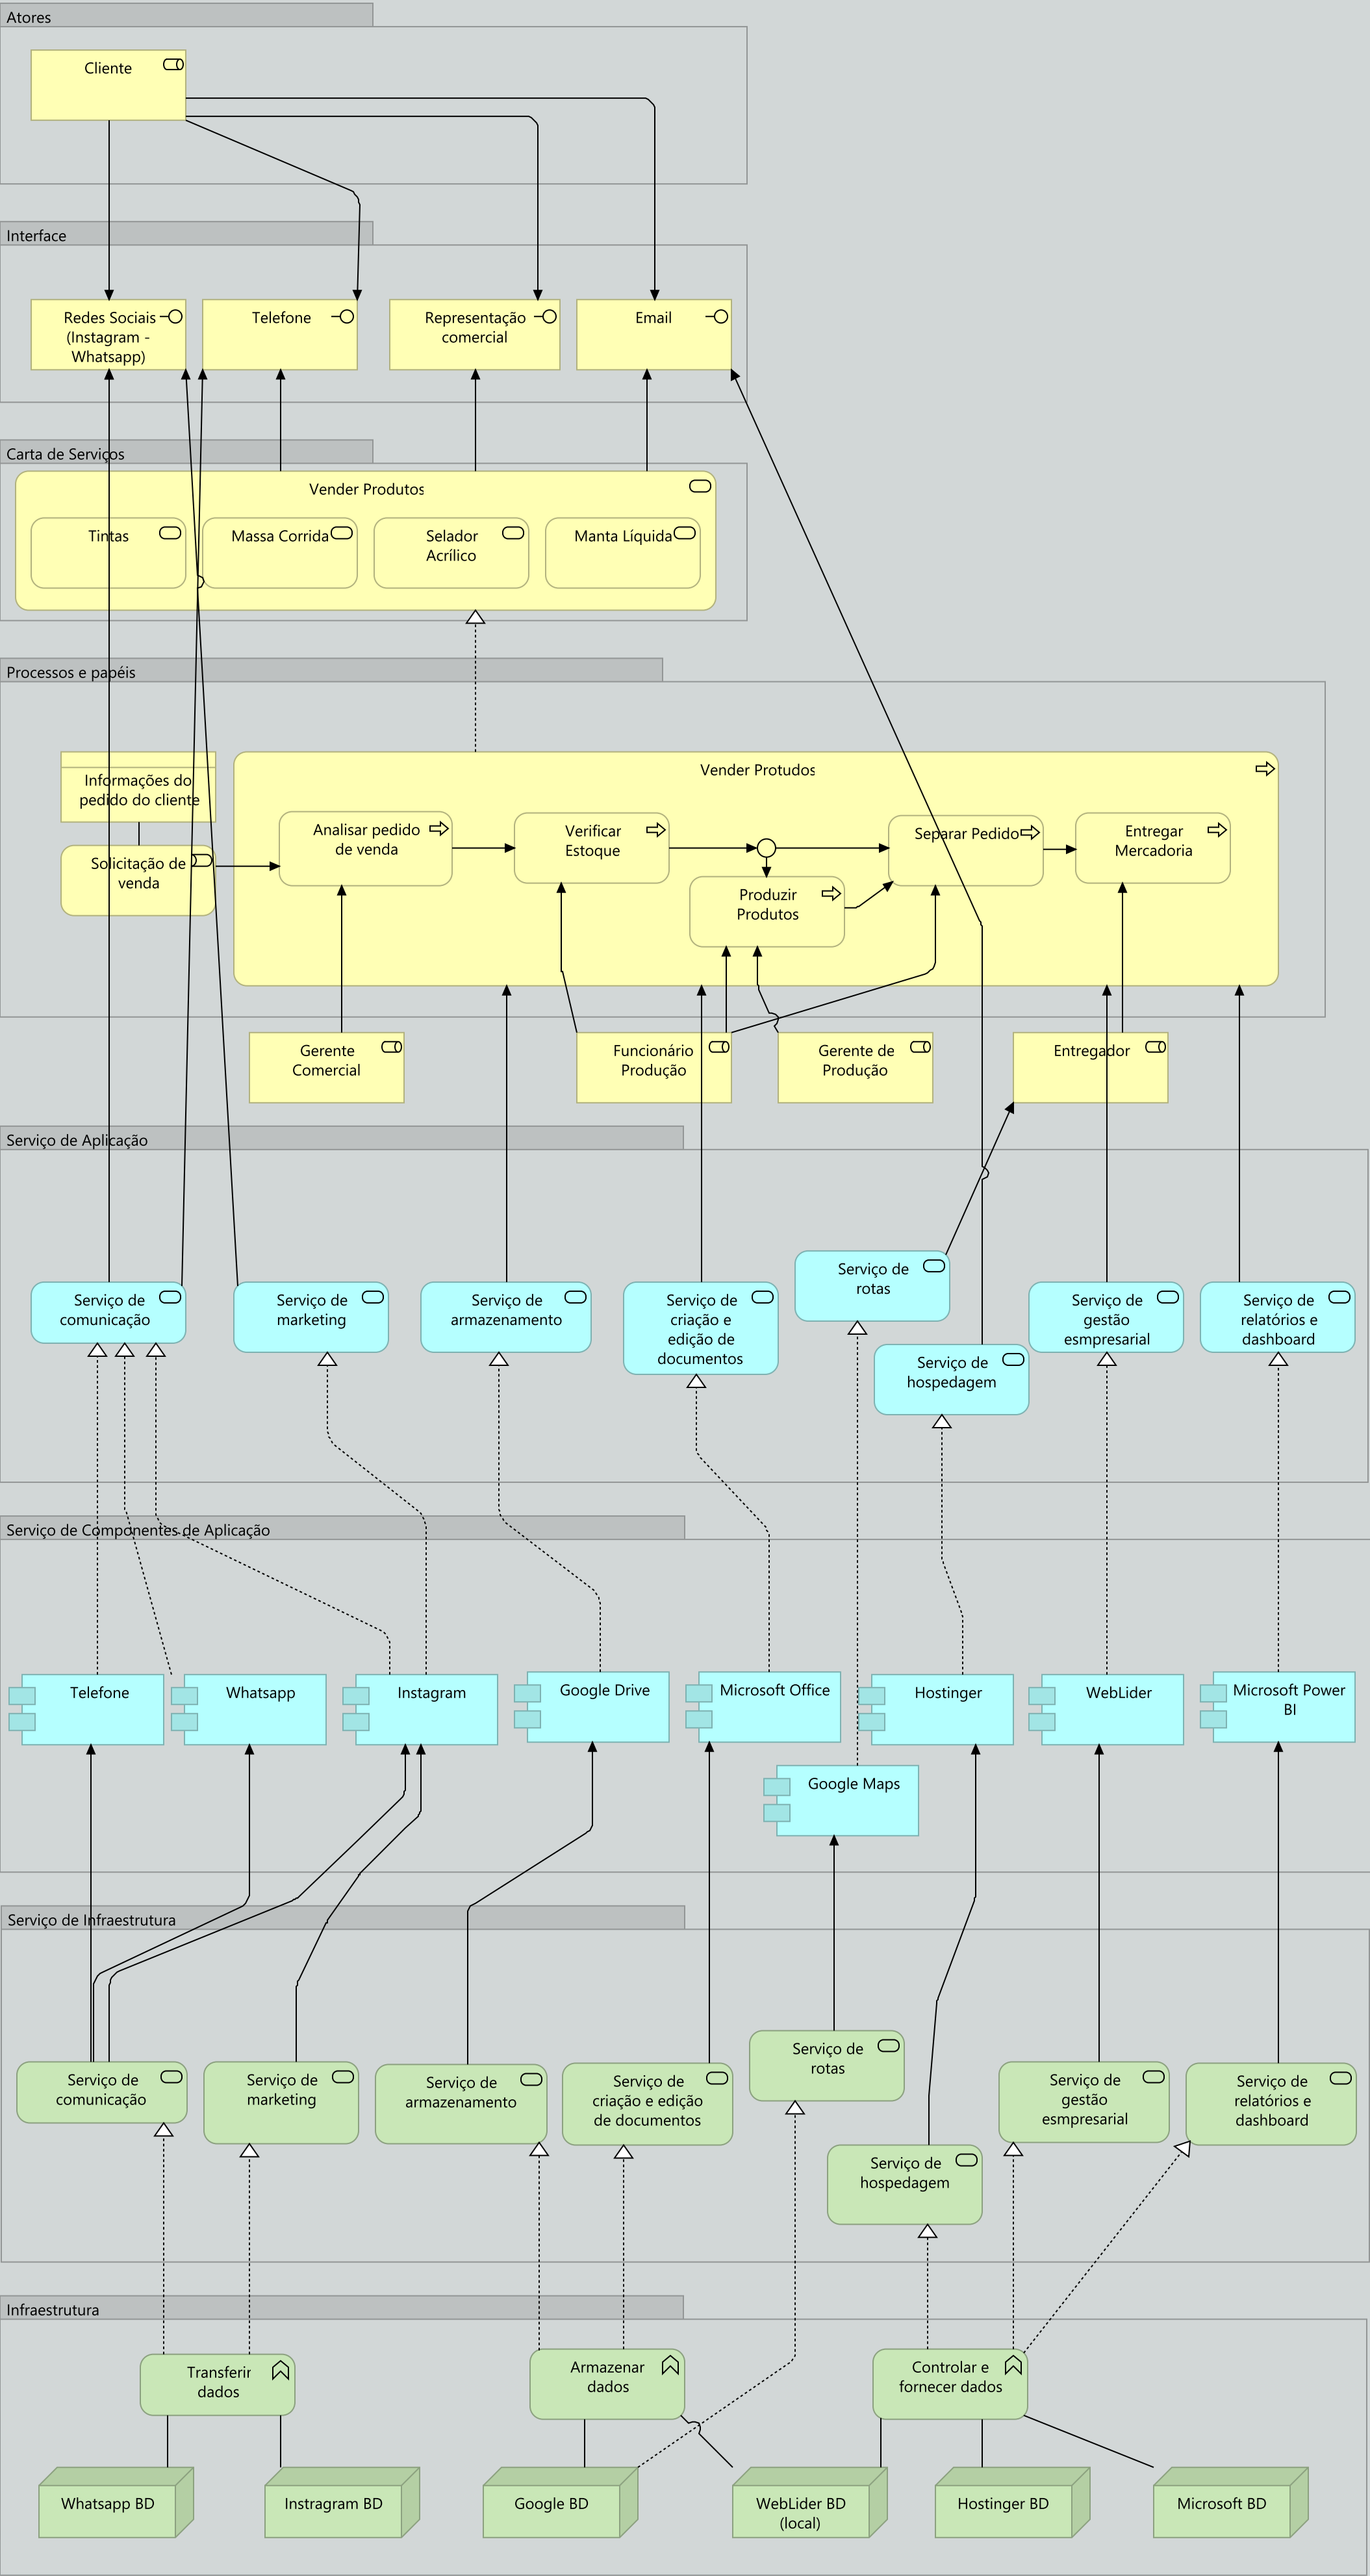 Atores
Cliente
Interface
Redes Sociais
(Instagram -
Whatsapp)
Telefone
Representação
comercial
Email
Carta de Serviços
Vender Produtos
Tintas
Massa Corrida
Selador
Acrílico
Manta Líquida
Processos e papéis
Informações do
pedido do cliente
Solicitação de
venda
Vender Protudos
Analisar pedido
de venda
Verificar
Estoque
Produzir
Produtos
Separar Pedido
Entregar
Mercadoria
Gerente
Comercial
Funcionário
Produção
Gerente de
Produção
Entregador
Serviço de Aplicação
Serviço de
comunicação
Serviço de
marketing
Serviço de
armazenamento
Serviço de
criação e
edição de
documentos
Serviço de
rotas
Serviço de
hospedagem
Serviço de
gestão
esmpresarial
Serviço de
relatórios e
dashboard
Serviço de Componentes de Aplicação
Telefone
Whatsapp
Instagram
Google Drive
Microsoft Office
Google Maps
Hostinger
WebLider
Microsoft Power
BI
Serviço de Infraestrutura
Serviço de
comunicação
Serviço de
marketing
Serviço de
armazenamento
Serviço de
criação e edição
de documentos
Serviço de
rotas
Serviço de
hospedagem
Serviço de
gestão
esmpresarial
Serviço de
relatórios e
dashboard
Infraestrutura
Transferir
dados
Armazenar
dados
Controlar e
fornecer dados
Whatsapp BD
Instragram BD
Google BD
WebLider BD
(local)
Hostinger BD
Microsoft BD